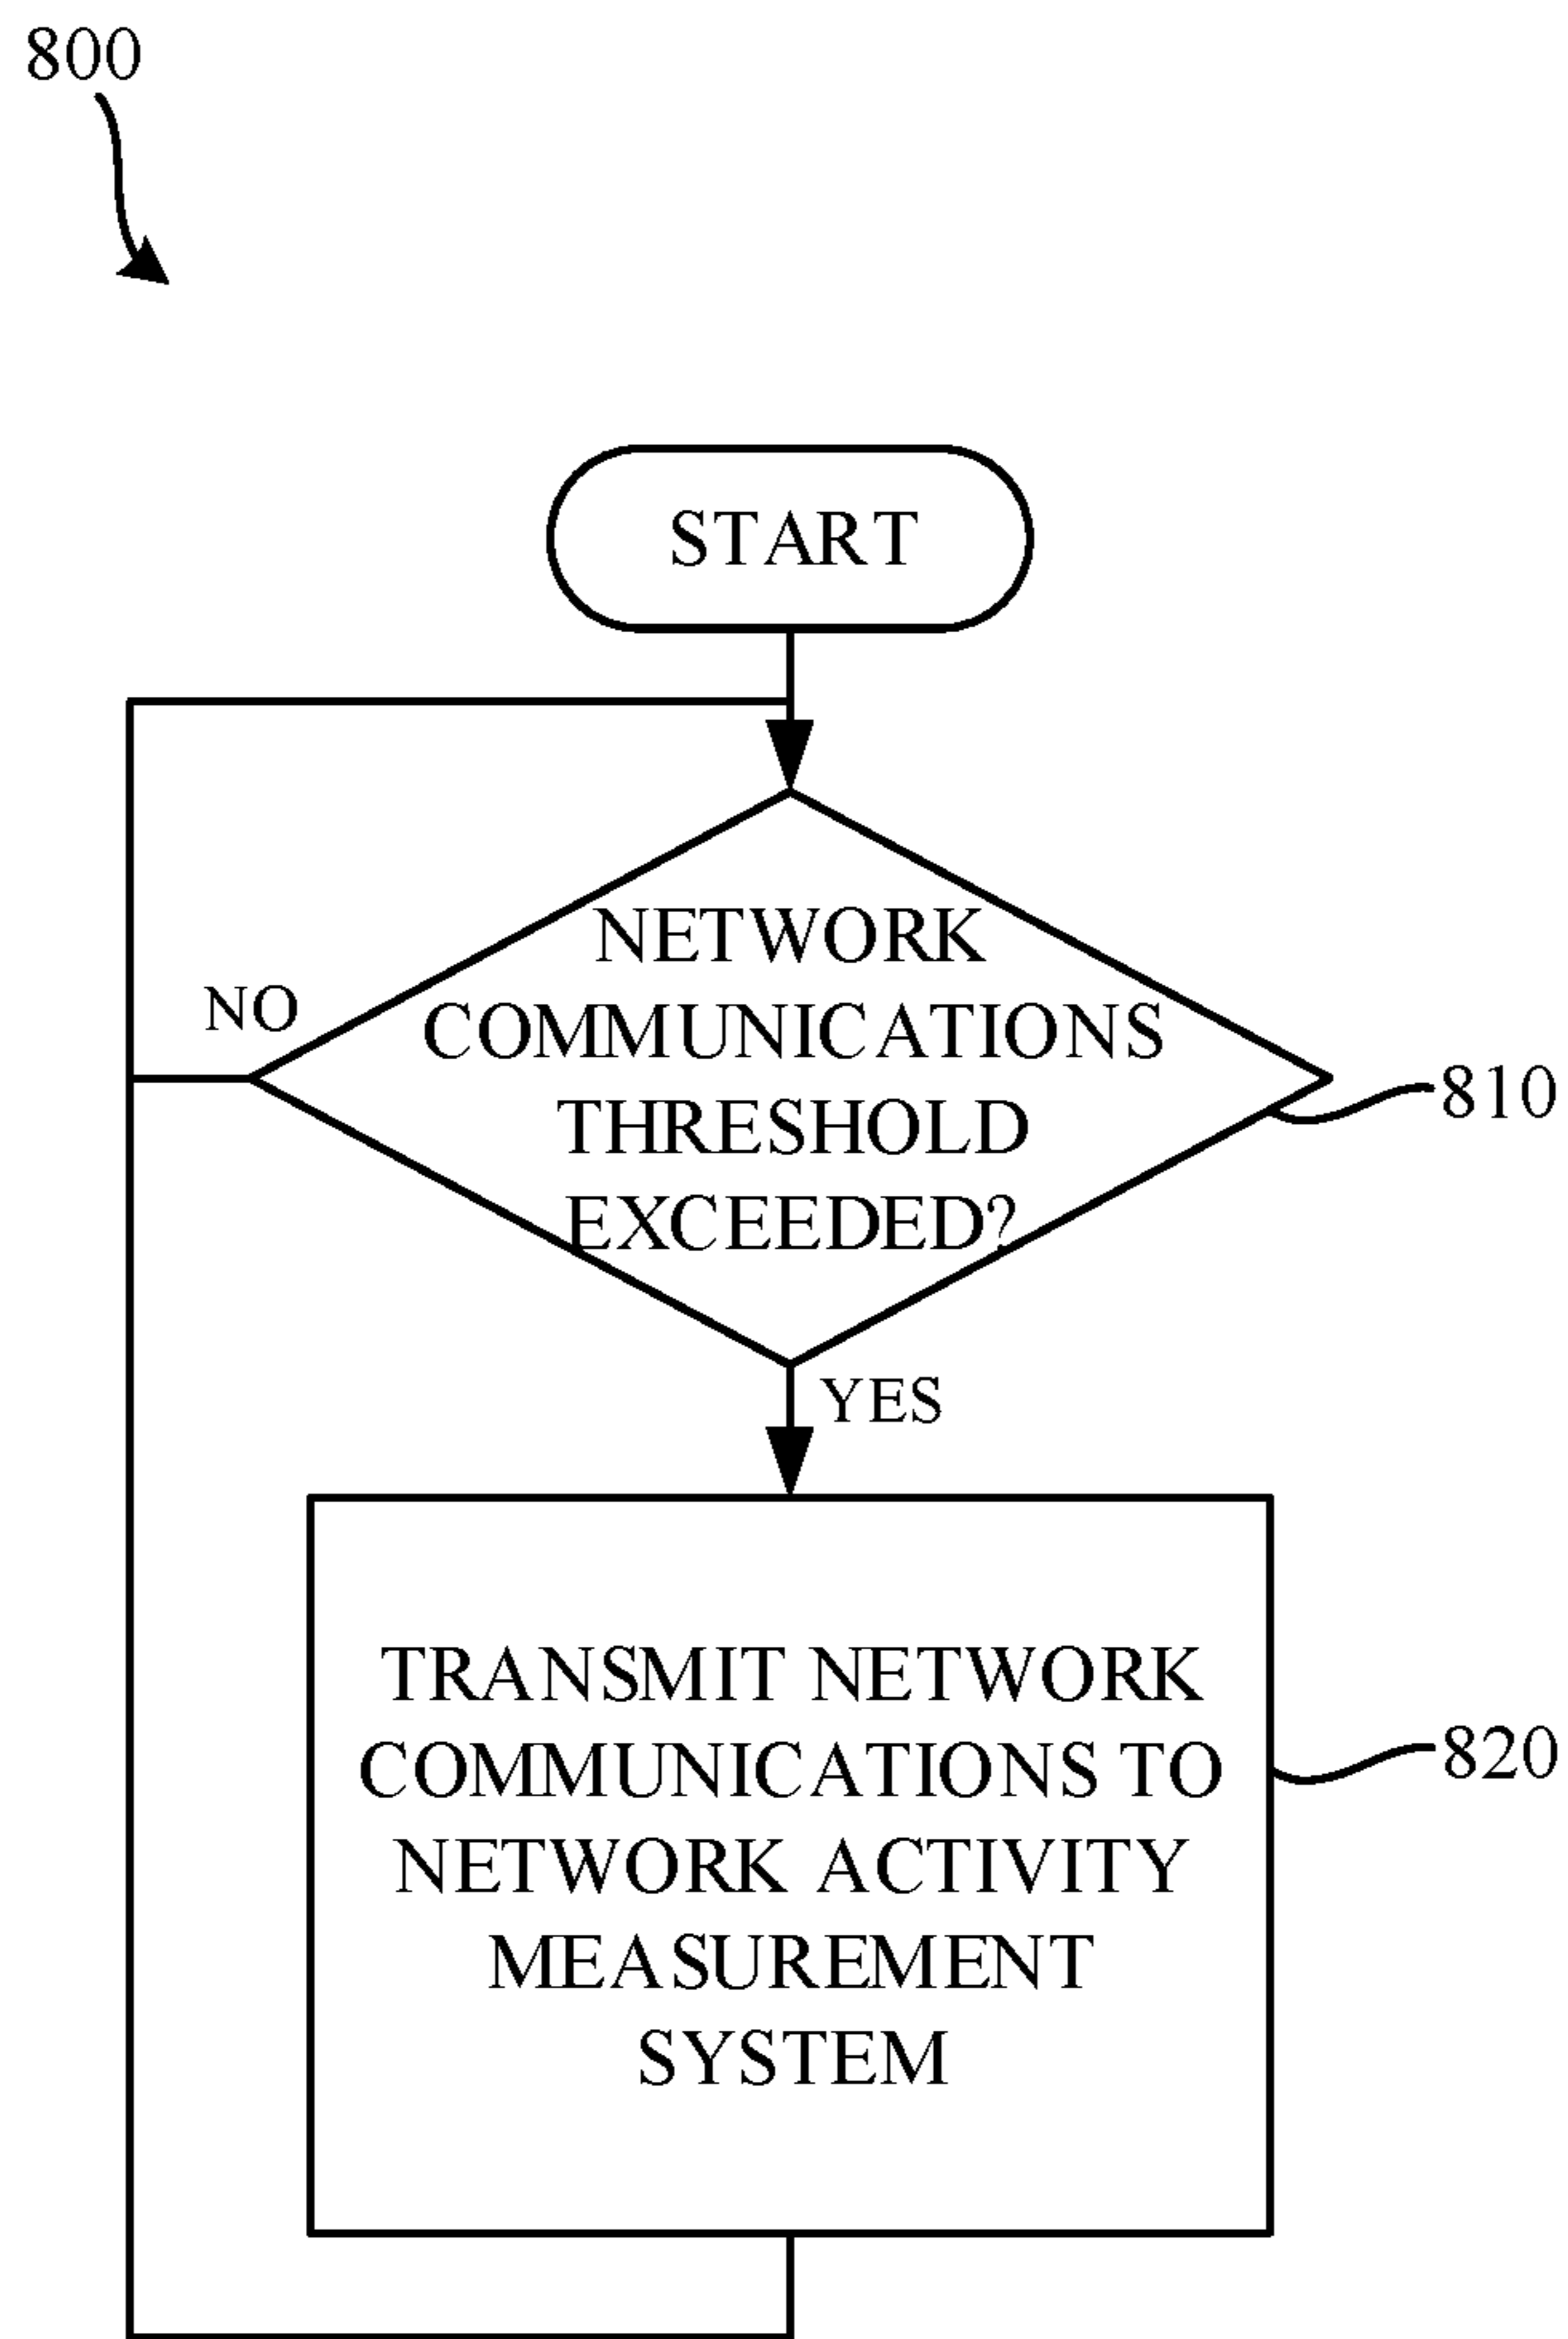 800
START
NETWORK
COMMUNICATIONS
THRESHOLD
EXCEEDED?
NO
810
YES
TRANSMIT NETWORK
COMMUNICATIONS TO
NETWORK ACTIVITY
MEASUREMENT
SYSTEM
820